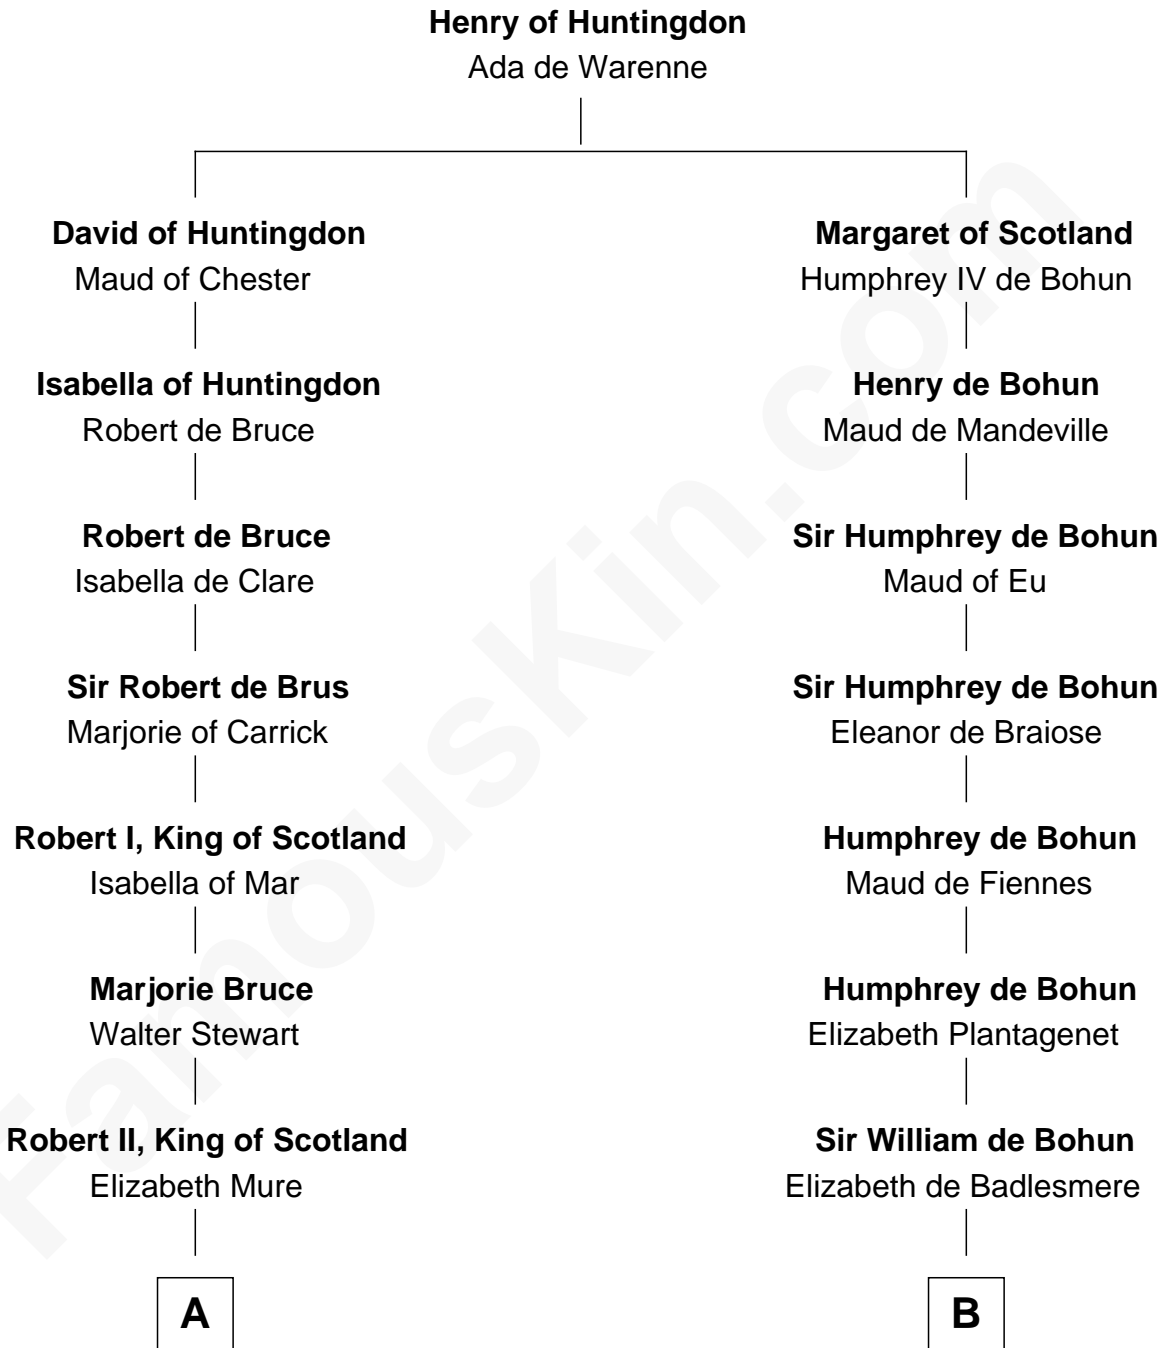 Henry of Huntingdon
Ada de Warenne
David of Huntingdon
Maud of Chester
Isabella of Huntingdon
Robert de Bruce
Robert de Bruce
Isabella de Clare
Sir Robert de Brus
Marjorie of Carrick
Robert I, King of Scotland
Isabella of Mar
Marjorie Bruce
Walter Stewart
Robert II, King of Scotland
Elizabeth Mure
A
Margaret of Scotland
Humphrey IV de Bohun
Henry de Bohun
Maud de Mandeville
Sir Humphrey de Bohun
Maud of Eu
Sir Humphrey de Bohun
Eleanor de Braiose
Humphrey de Bohun
Maud de Fiennes
Humphrey de Bohun
Elizabeth Plantagenet
Sir William de Bohun
Elizabeth de Badlesmere
B
FamousKin.com